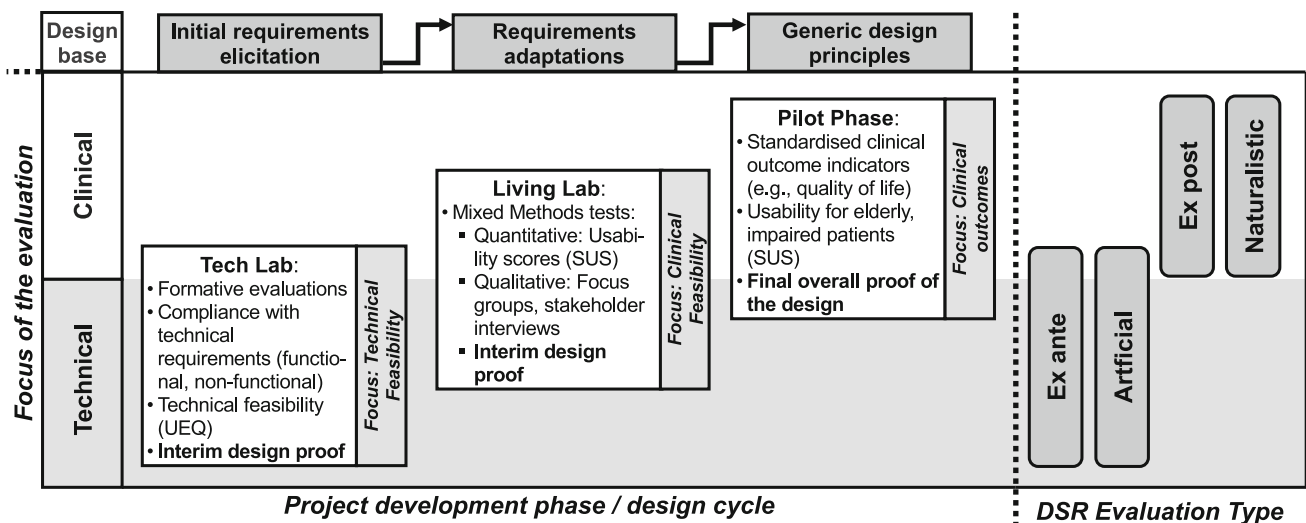 Design
base
Initial requirements
elicitation
Requirements
adaptations
Generic design
principles
Focus of the evaluation
Clinical
Technical
Tech Lab:
• Formative evaluations
• Compliance with
technical
requirements (functio-
nal, non-functional)
• Technical feasibility
(UEQ)
• Interim design proof
Focus: Technical
Feasibility
Living Lab:
• Mixed Methods tests:
▪ Quantitative: Usabi-
lity scores (SUS)
▪ Qualitative: Focus
groups, stakeholder
interviews
▪ Interim design
proof
Focus: Clinical
Feasibility
Pilot Phase:
• Standardised clinical
outcome indicators
(e.g., quality of life)
• Usability for elderly,
impaired patients
(SUS)
• Final overall proof of
the design
Focus: Clinical
outcomes
Ex ante
Artficial
Ex post
Naturalistic
Project development phase / design cycle
DSR Evaluation Type